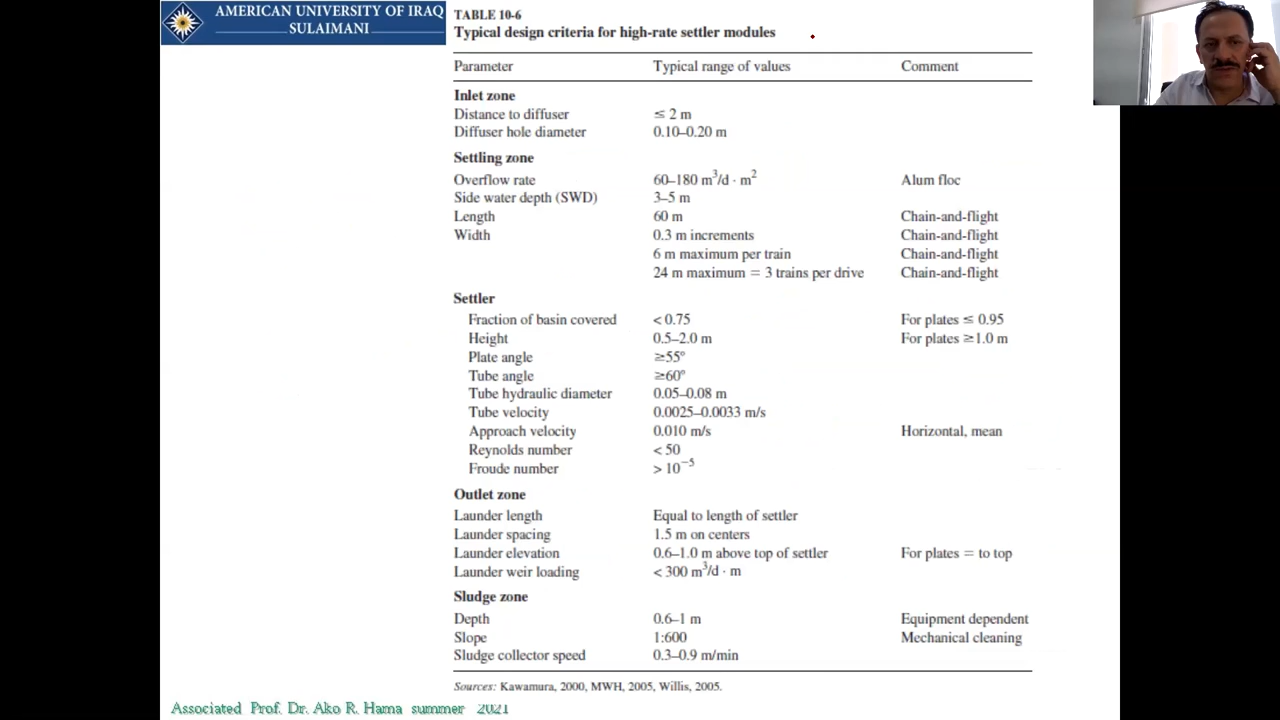 AMERICAN UNIVERSITY OF IRAQ
SULAIMANI
TABLE 10-6
Typical design criteria for high-rate settler modules
Parameter Typical range of values Comment
Inlet zone
Distance to diffuser ≤ 2 m
Diffuser hole diameter 0.10–0.20 m
Settling zone
Overflow rate 60–180 m³/d · m² Alum floc
Side water depth (SWD) 3–5 m
Length 60 m Chain-and-flight
Width 0.3 m increments Chain-and-flight
6 m maximum per train Chain-and-flight
24 m maximum = 3 trains per drive Chain-and-flight
Settler
Fraction of basin covered < 0.75 For plates ≤ 0.95
Height 0.5–2.0 m For plates ≥1.0 m
Plate angle ≥55°
Tube angle ≥60°
Tube hydraulic diameter 0.05–0.08 m
Tube velocity 0.0025–0.0033 m/s
Approach velocity 0.010 m/s Horizontal, mean
Reynolds number < 50
Froude number > 10⁻⁵
Outlet zone
Launder length Equal to length of settler
Launder spacing 1.5 m on centers
Launder elevation 0.6–1.0 m above top of settler For plates = to top
Launder weir loading < 300 m³/d · m
Sludge zone
Depth 0.6–1 m Equipment dependent
Slope 1:600 Mechanical cleaning
Sludge collector speed 0.3–0.9 m/min
Sources: Kawamura, 2000, MWH, 2005, Willis, 2005.
Associated Prof. Dr. Ako R. Hama summer 2021